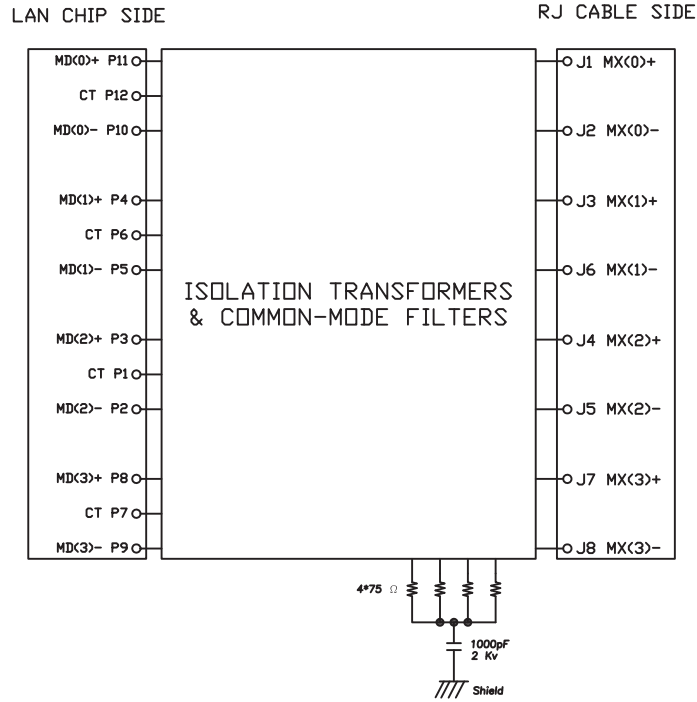 LAN CHIP SIDE
RJ CABLE SIDE
MD(0)+ P11
J1 MX(0)+
CT P12
MD(0)- P10
J2 MX(0)-
MD(1)+ P4
J3 MX(1)+
CT P6
MD(1)- P5
J6 MX(1)-
ISOLATION TRANSFORMERS
& COMMON-MODE FILTERS
MD(2)+ P3
J4 MX(2)+
CT P1
MD(2)- P2
J5 MX(2)-
MD(3)+ P8
J7 MX(3)+
CT P7
MD(3)- P9
J8 MX(3)-
4*75 Ω
1000pF
2 Kv
Shield